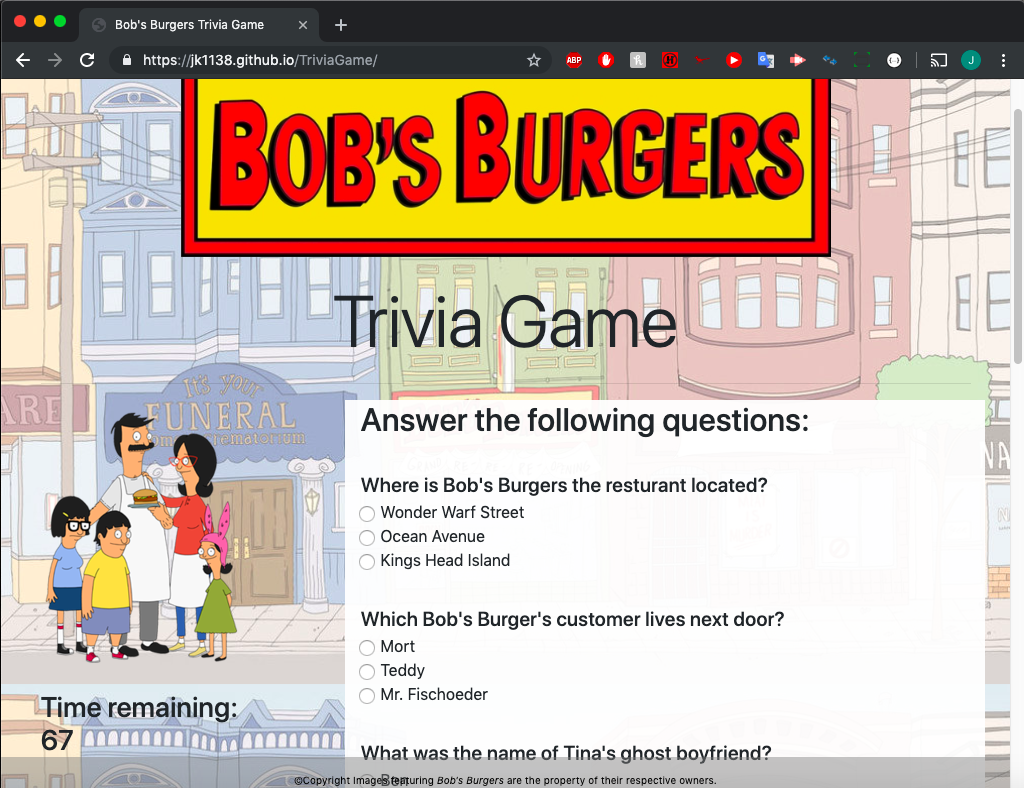 Bob's Burgers Trivia Game
https://jk1138.github.io/TriviaGame/
ABP
J
BOB'S BURGERS
Trivia Game
IT'S YOUR
FUNERAL
ARE
NA
Answer the following questions:
Where is Bob's Burgers the resturant located?
Wonder Warf Street
Ocean Avenue
Kings Head Island
Which Bob's Burger's customer lives next door?
Mort
Teddy
Mr. Fischoeder
Time remaining:
67
What was the name of Tina's ghost boyfriend?
©Copyright Images featuring Bob's Burgers are the property of their respective owners.